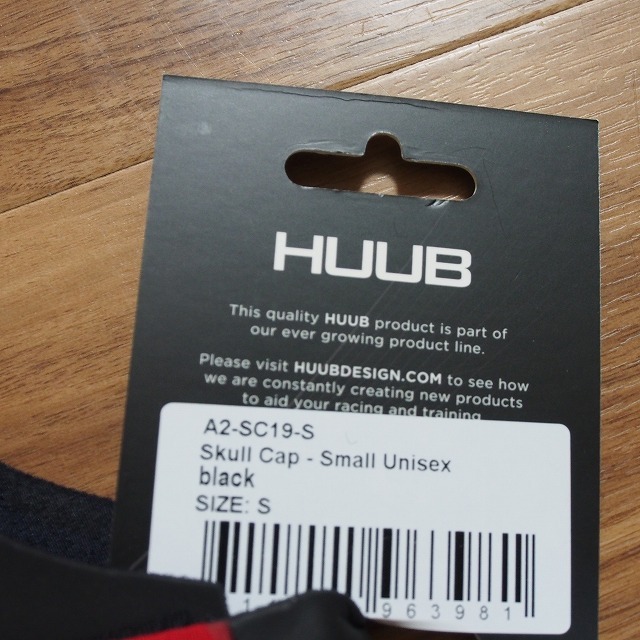 HUUB
This quality HUUB product is part of
our ever growing product line.
Please visit HUUBDESIGN.COM to see how
we are constantly creating new products
to aid your racing and training
A2-SC19-S
Skull Cap - Small Unisex
black
SIZE: S
963981